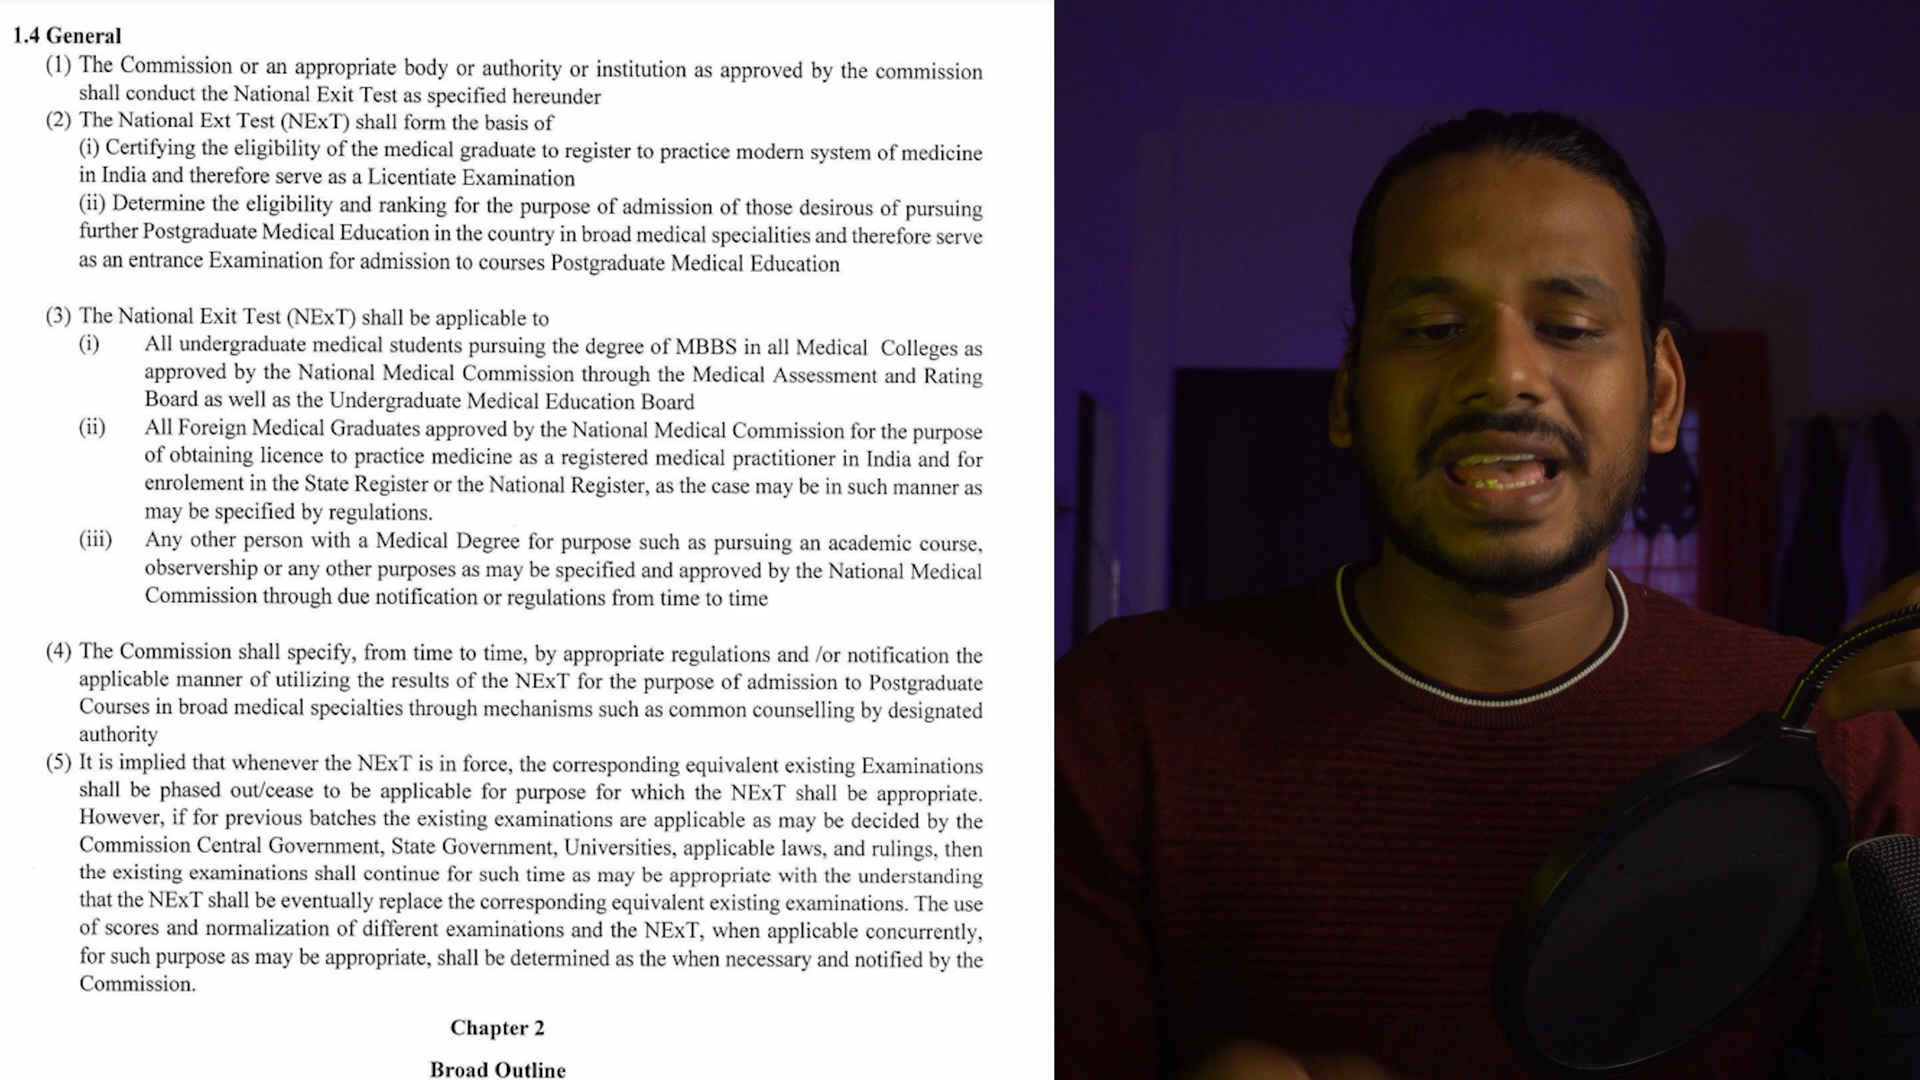 1.4 General
(1) The Commission or an appropriate body or authority or institution as approved by the commission
shall conduct the National Exit Test as specified hereunder
(2) The National Ext Test (NExT) shall form the basis of
(i) Certifying the eligibility of the medical graduate to register to practice modern system of medicine
in India and therefore serve as a Licentiate Examination
(ii) Determine the eligibility and ranking for the purpose of admission of those desirous of pursuing
further Postgraduate Medical Education in the country in broad medical specialities and therefore serve
as an entrance Examination for admission to courses Postgraduate Medical Education
(3) The National Exit Test (NExT) shall be applicable to
(i) All undergraduate medical students pursuing the degree of MBBS in all Medical Colleges as
approved by the National Medical Commission through the Medical Assessment and Rating
Board as well as the Undergraduate Medical Education Board
(ii) All Foreign Medical Graduates approved by the National Medical Commission for the purpose
of obtaining licence to practice medicine as a registered medical practitioner in India and for
enrolement in the State Register or the National Register, as the case may be in such manner as
may be specified by regulations.
(iii) Any other person with a Medical Degree for purpose such as pursuing an academic course,
observership or any other purposes as may be specified and approved by the National Medical
Commission through due notification or regulations from time to time
(4) The Commission shall specify, from time to time, by appropriate regulations and /or notification the
applicable manner of utilizing the results of the NExT for the purpose of admission to Postgraduate
Courses in broad medical specialties through mechanisms such as common counselling by designated
authority
(5) It is implied that whenever the NExT is in force, the corresponding equivalent existing Examinations
shall be phased out/cease to be applicable for purpose for which the NExT shall be appropriate.
However, if for previous batches the existing examinations are applicable as may be decided by the
Commission Central Government, State Government, Universities, applicable laws, and rulings, then
the existing examinations shall continue for such time as may be appropriate with the understanding
that the NExT shall be eventually replace the corresponding equivalent existing examinations. The use
of scores and normalization of different examinations and the NExT, when applicable concurrently,
for such purpose as may be appropriate, shall be determined as the when necessary and notified by the
Commission.
Chapter 2
Broad Outline